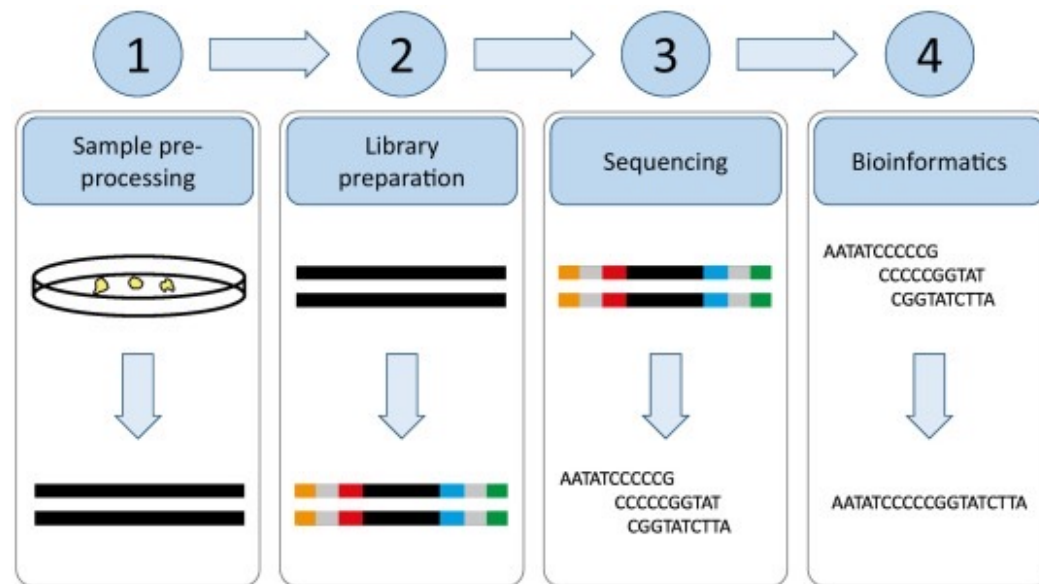 1
2
3
4
Sample pre-
processing
Library
preparation
Sequencing
Bioinformatics
AATATCCCCCG
CCCCCGGTAT
CGGTATCTTA
AATATCCCCCG
CCCCCGGTAT
CGGTATCTTA
AATATCCCCCGGTATCTTA